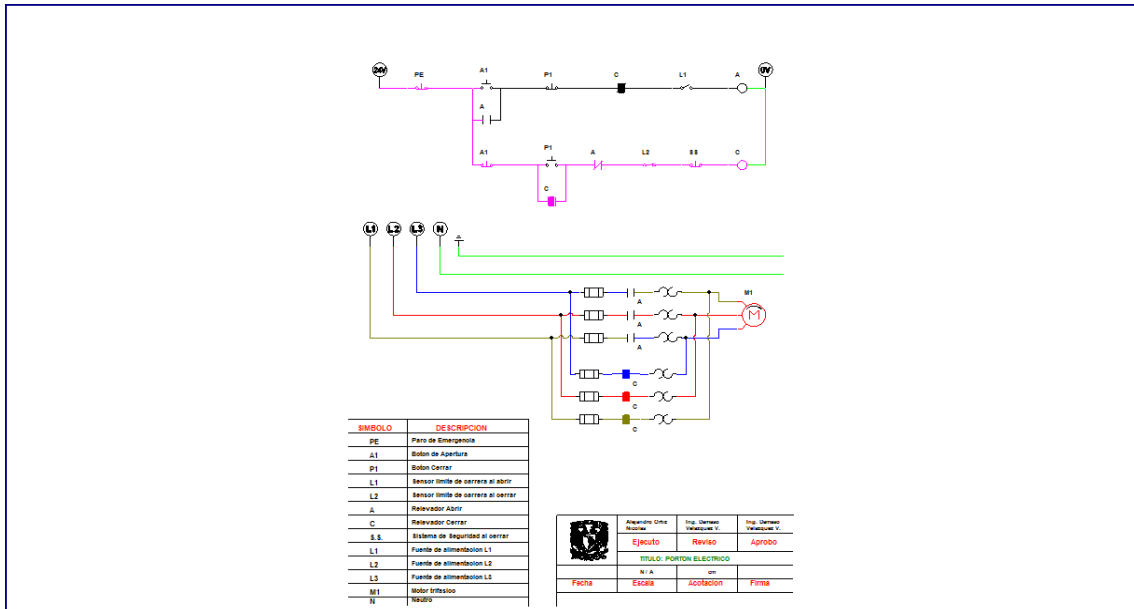 24V
0V
PE
A1
P1
C
L1
A
A
A1
P1
A
L2
SS
C
C
L1
L2
L3
N
M1
M
A
A
A
C
C
C
SIMBOLO DESCRIPCION
PE Paro de Emergencia
A1 Boton de Apertura
P1 Boton Cerrar
L1 Sensor limite de carrera al abrir
L2 Sensor limite de carrera al cerrar
A Relevador Abrir
C Relevador Cerrar
S.S. Sistema de Seguridad al cerrar
L1 Fuente de alimentacion L1
L2 Fuente de alimentacion L2
L3 Fuente de alimentacion L3
M1 Motor trifasico
N Neutro
Alejandro Ortiz Nicolas
Ing. Damaso Velazquez V.
Ing. Damaso Velazquez V.
Ejecuto Reviso Aprobo
TITULO: PORTON ELECTRICO
N / A cm
Fecha Escala Acotacion Firma